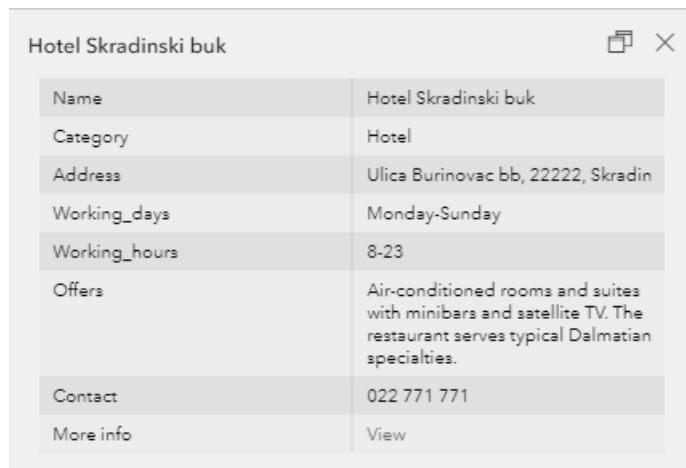 Hotel Skradinski buk
Name Hotel Skradinski buk
Category Hotel
Address Ulica Burinovac bb, 22222, Skradin
Working_days Monday-Sunday
Working_hours 8-23
Offers Air-conditioned rooms and suites
with minibars and satellite TV. The
restaurant serves typical Dalmatian
specialties.
Contact 022 771 771
More info View